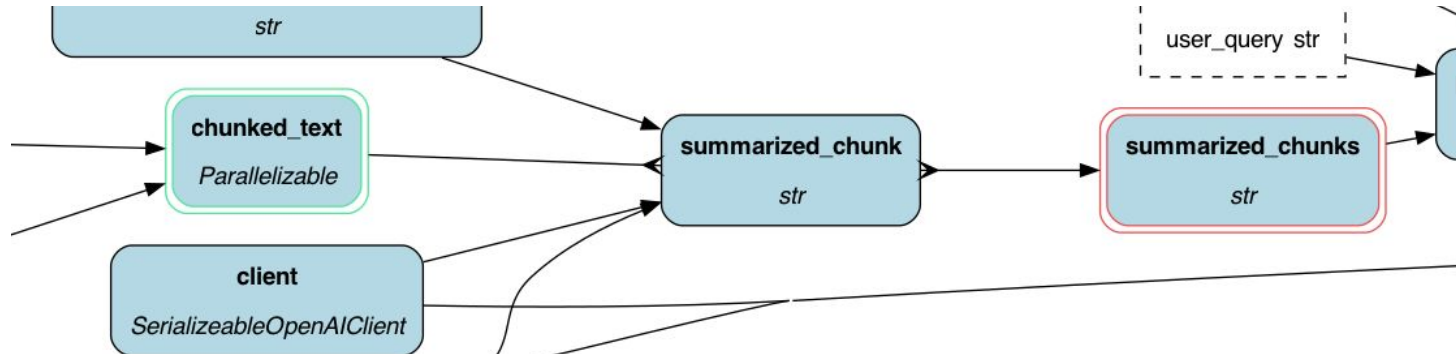 str
user_query str
chunked_text
Parallelizable
summarized_chunk
str
summarized_chunks
str
client
SerializeableOpenAIClient